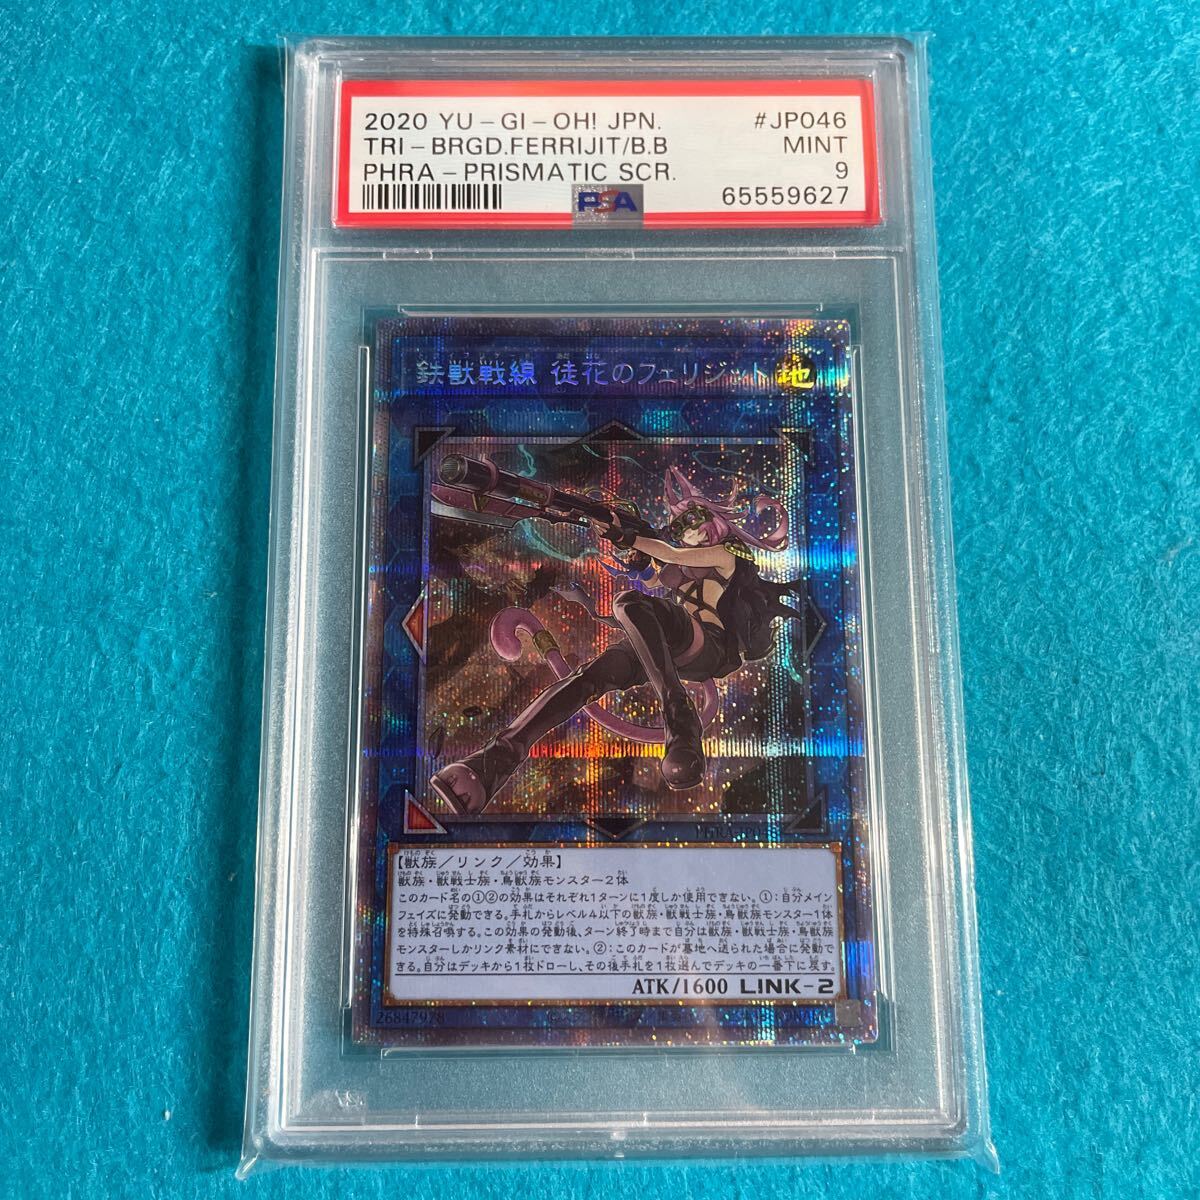 2020 YU-GI-OH! JPN. #JP046
TRI-BRGD.FERRIJIT/B.B MINT
PHRA-PRISMATIC SCR. 9
PSA 65559627
鉄獣戦線 徒花のフェリジット 地
【獣族/リンク/効果】
獣族・獣戦士族・鳥獣族モンスター2体
このカード名の①②の効果はそれぞれ1ターンに1度しか使用できない。①:自分メイン
フェイズに発動できる。手札からレベル4以下の獣族・獣戦士族・鳥獣族モンスター1体
を特殊召喚する。この効果の発動後、ターン終了時まで自分は獣族・獣戦士族・鳥獣族
モンスターしかリンク素材にできない。②:このカードが墓地へ送られた場合に発動で
きる。自分はデッキから1枚ドローし、その後手札を1枚選んでデッキの一番下に戻す。
ATK/1600 LINK-2
26847978